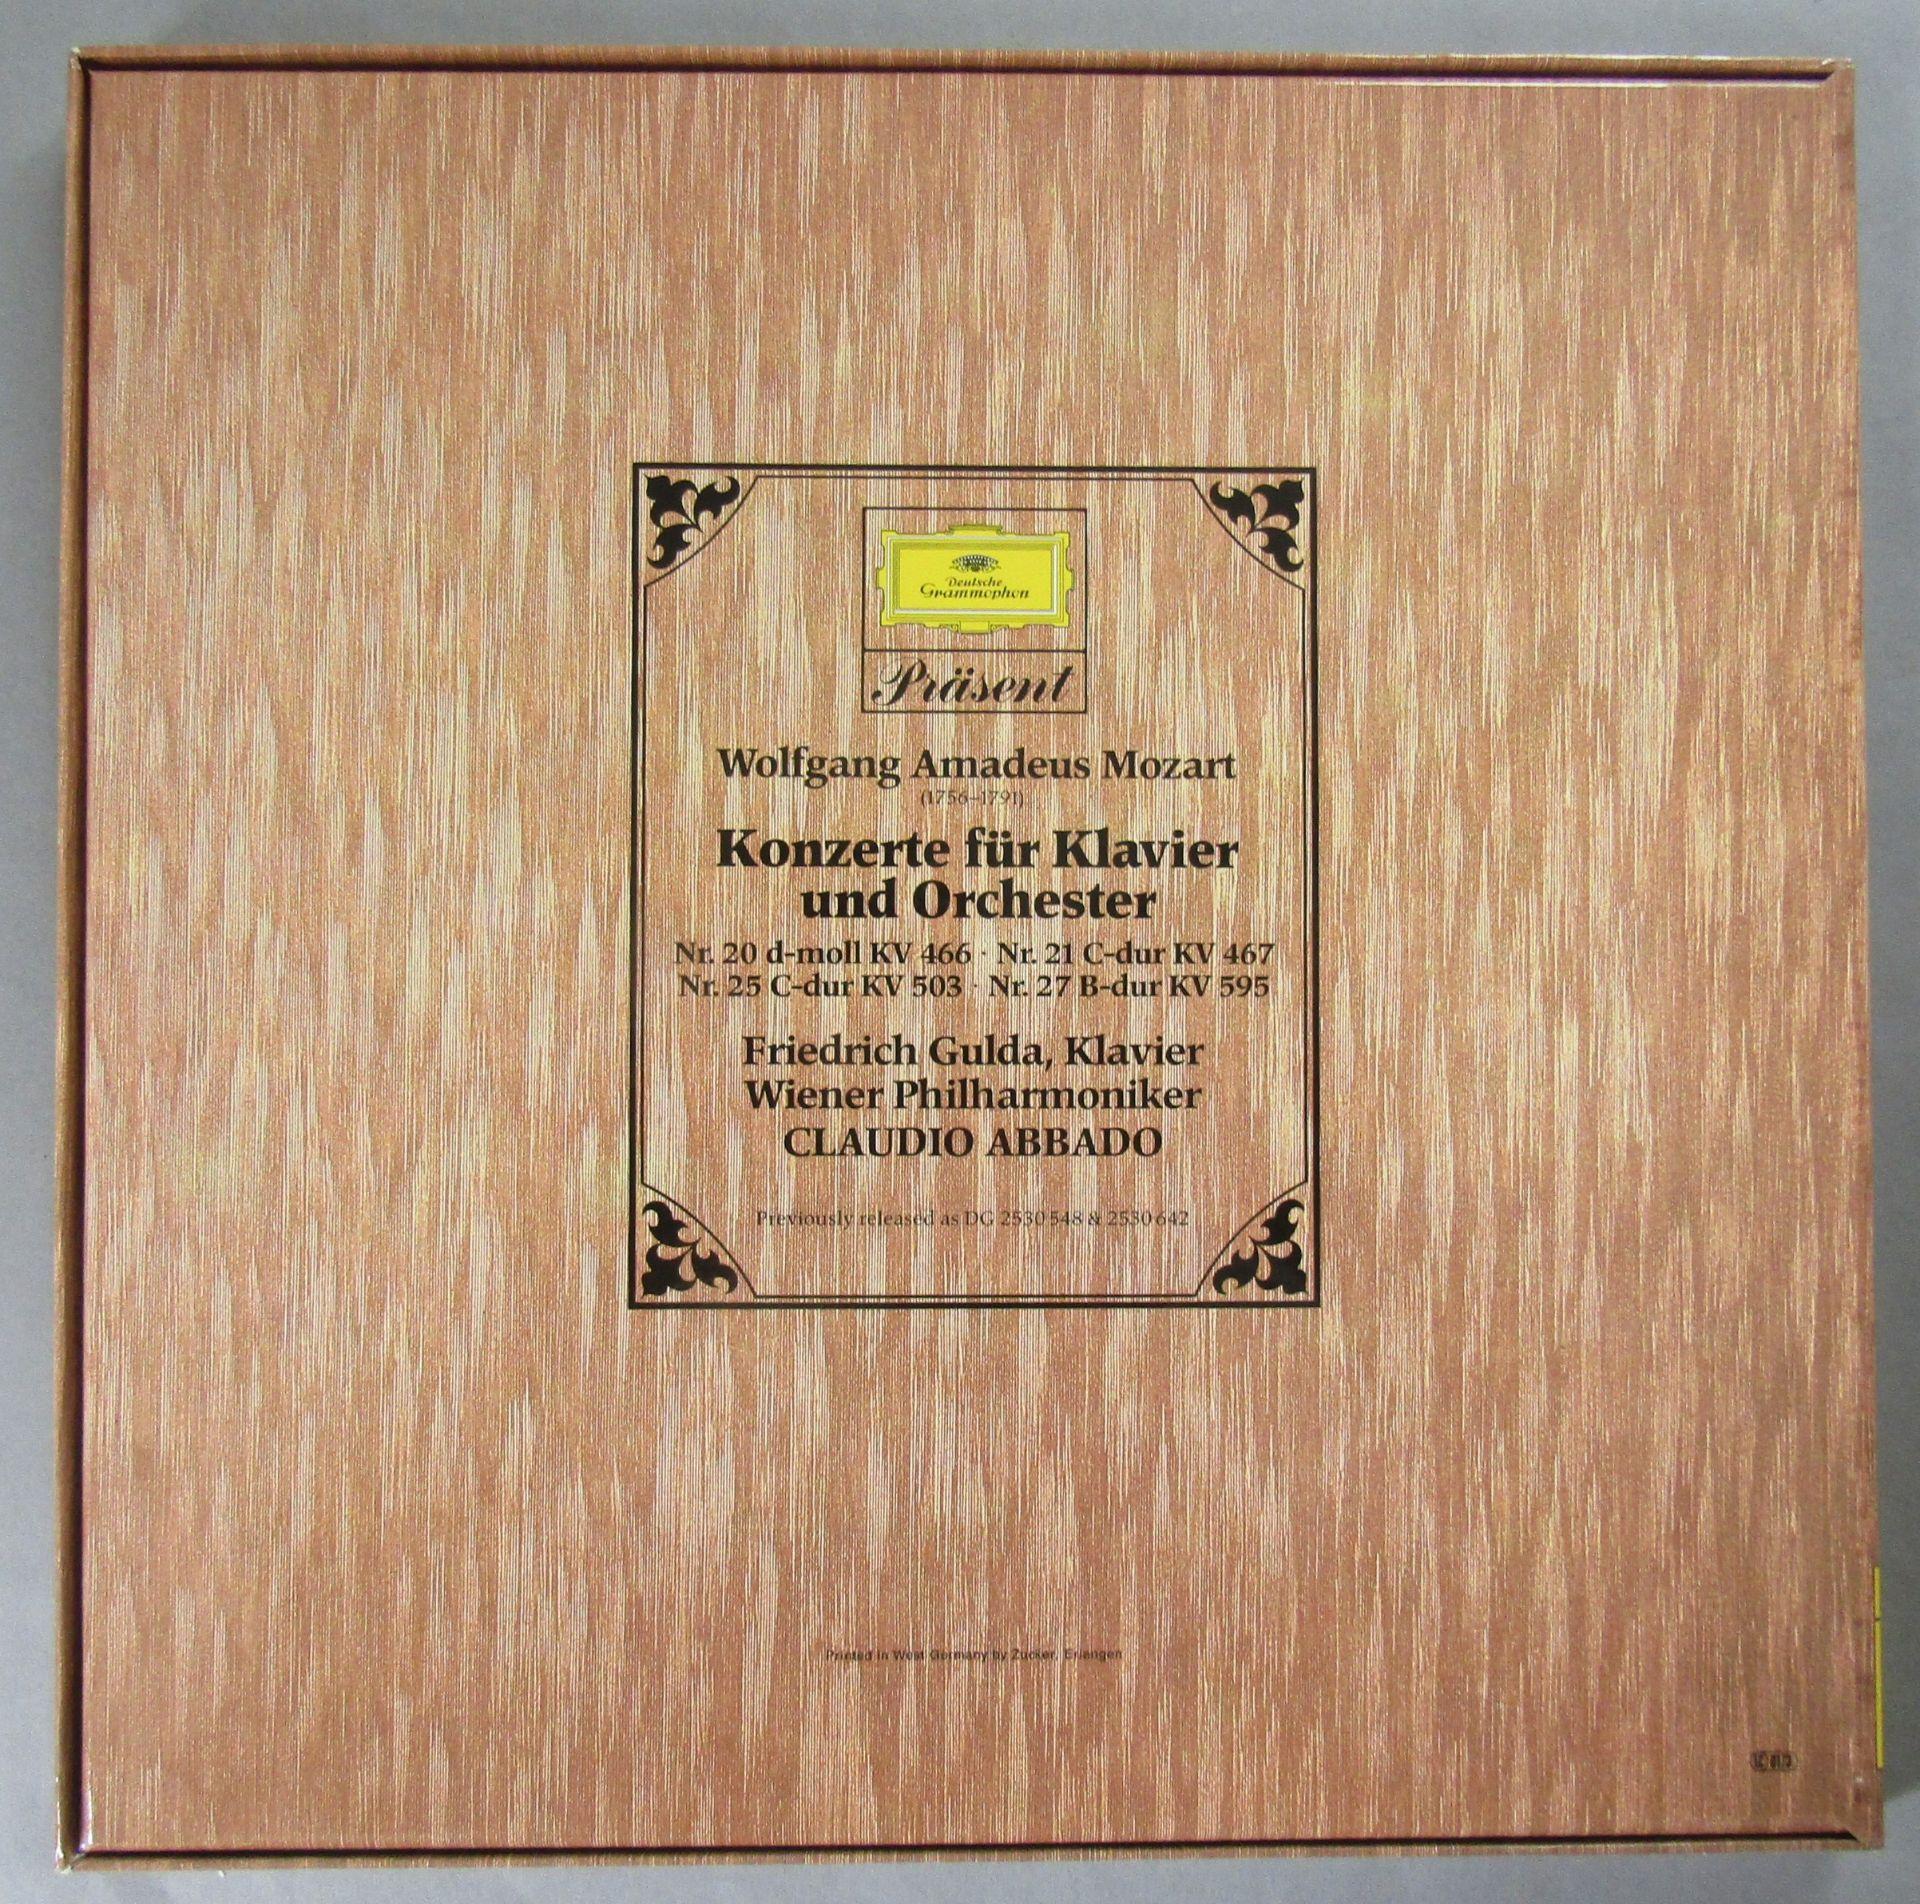 Deutsche
Grammophon
Präsent
Wolfgang Amadeus Mozart
(1756–1791)
Konzerte für Klavier
und Orchester
Nr. 20 d-moll KV 466 · Nr. 21 C-dur KV 467
Nr. 25 C-dur KV 503 · Nr. 27 B-dur KV 595
Friedrich Gulda, Klavier
Wiener Philharmoniker
CLAUDIO ABBADO
Previously released as DG 2530 548 & 2530 642
Printed in West Germany by Zucker, Erlangen